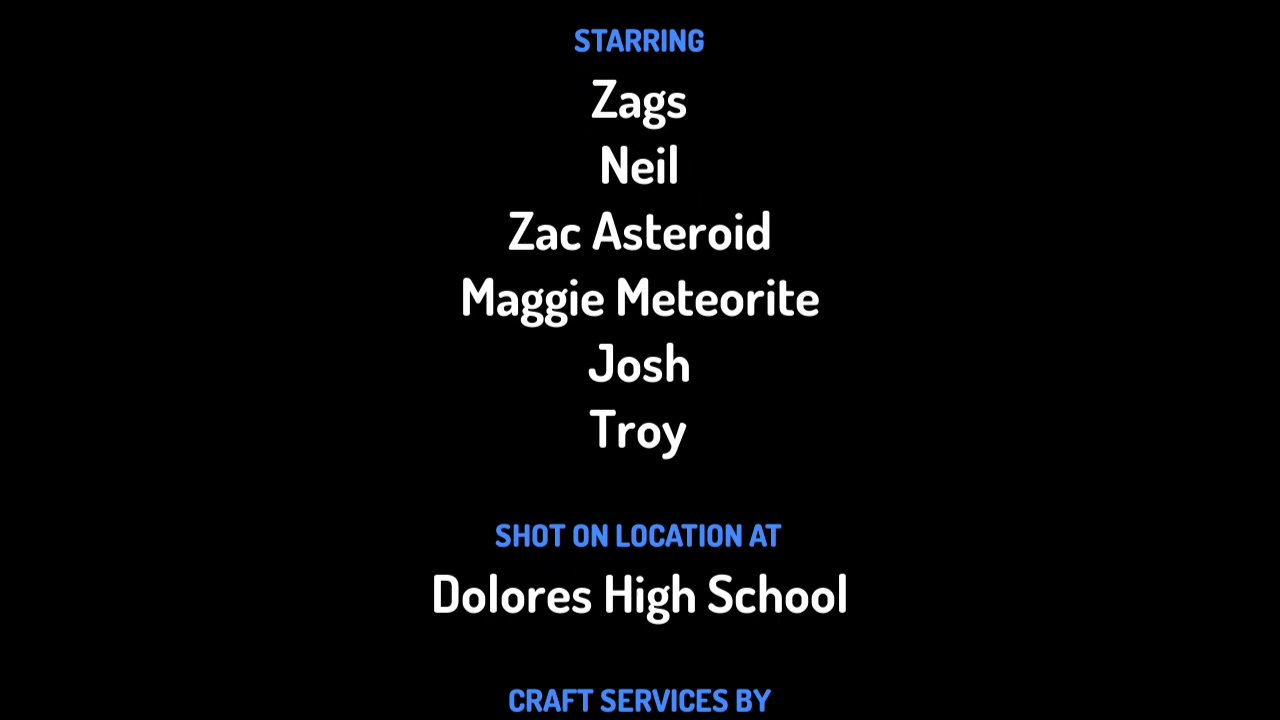 STARRING
Zags
Neil
Zac Asteroid
Maggie Meteorite
Josh
Troy
SHOT ON LOCATION AT
Dolores High School
CRAFT SERVICES BY